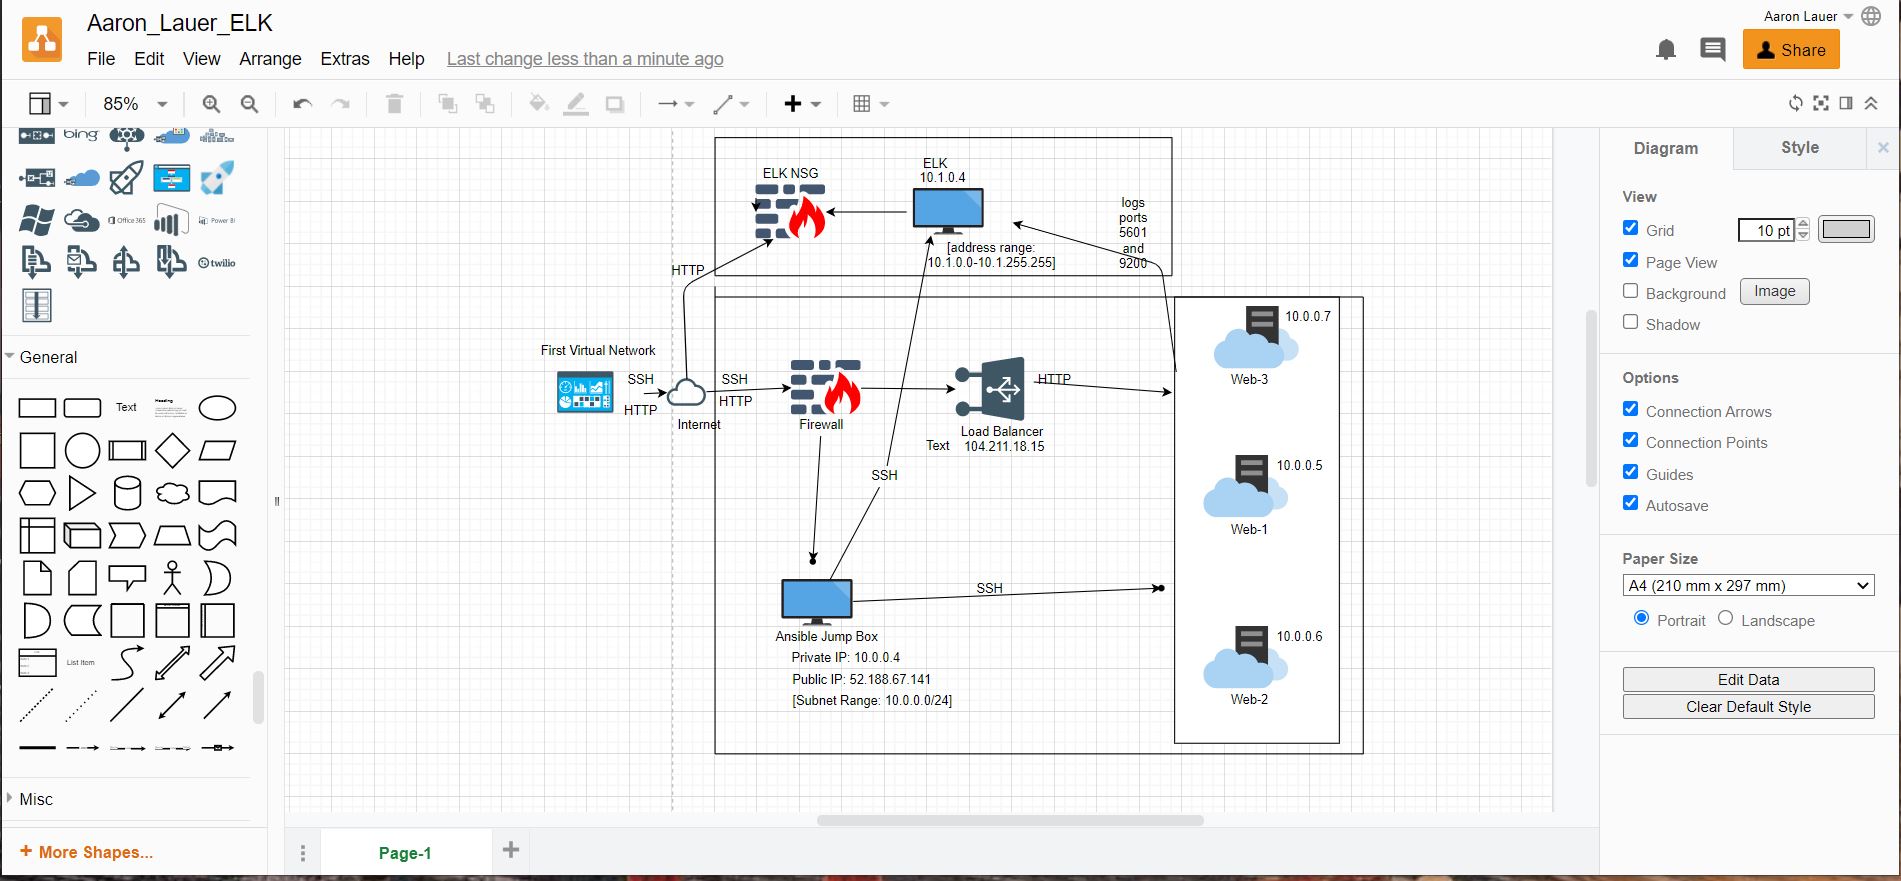 Aaron_Lauer_ELK
Aaron Lauer
File Edit View Arrange Extras Help Last change less than a minute ago
Share
85%
bing
Office 365
Power BI
twilio
General
Text
Heading
List Item
Misc
+ More Shapes...
ELK NSG
ELK
10.1.0.4
[address range:
10.1.0.0-10.1.255.255]
logs
ports
5601
and
9200
HTTP
First Virtual Network
SSH
HTTP
Internet
SSH
HTTP
Firewall
Load Balancer
104.211.18.15
Text
HTTP
SSH
SSH
Ansible Jump Box
Private IP: 10.0.0.4
Public IP: 52.188.67.141
[Subnet Range: 10.0.0.0/24]
10.0.0.7
Web-3
10.0.0.5
Web-1
10.0.0.6
Web-2
Page-1
Diagram Style
View
Grid 10 pt
Page View
Background Image
Shadow
Options
Connection Arrows
Connection Points
Guides
Autosave
Paper Size
A4 (210 mm x 297 mm)
Portrait Landscape
Edit Data
Clear Default Style